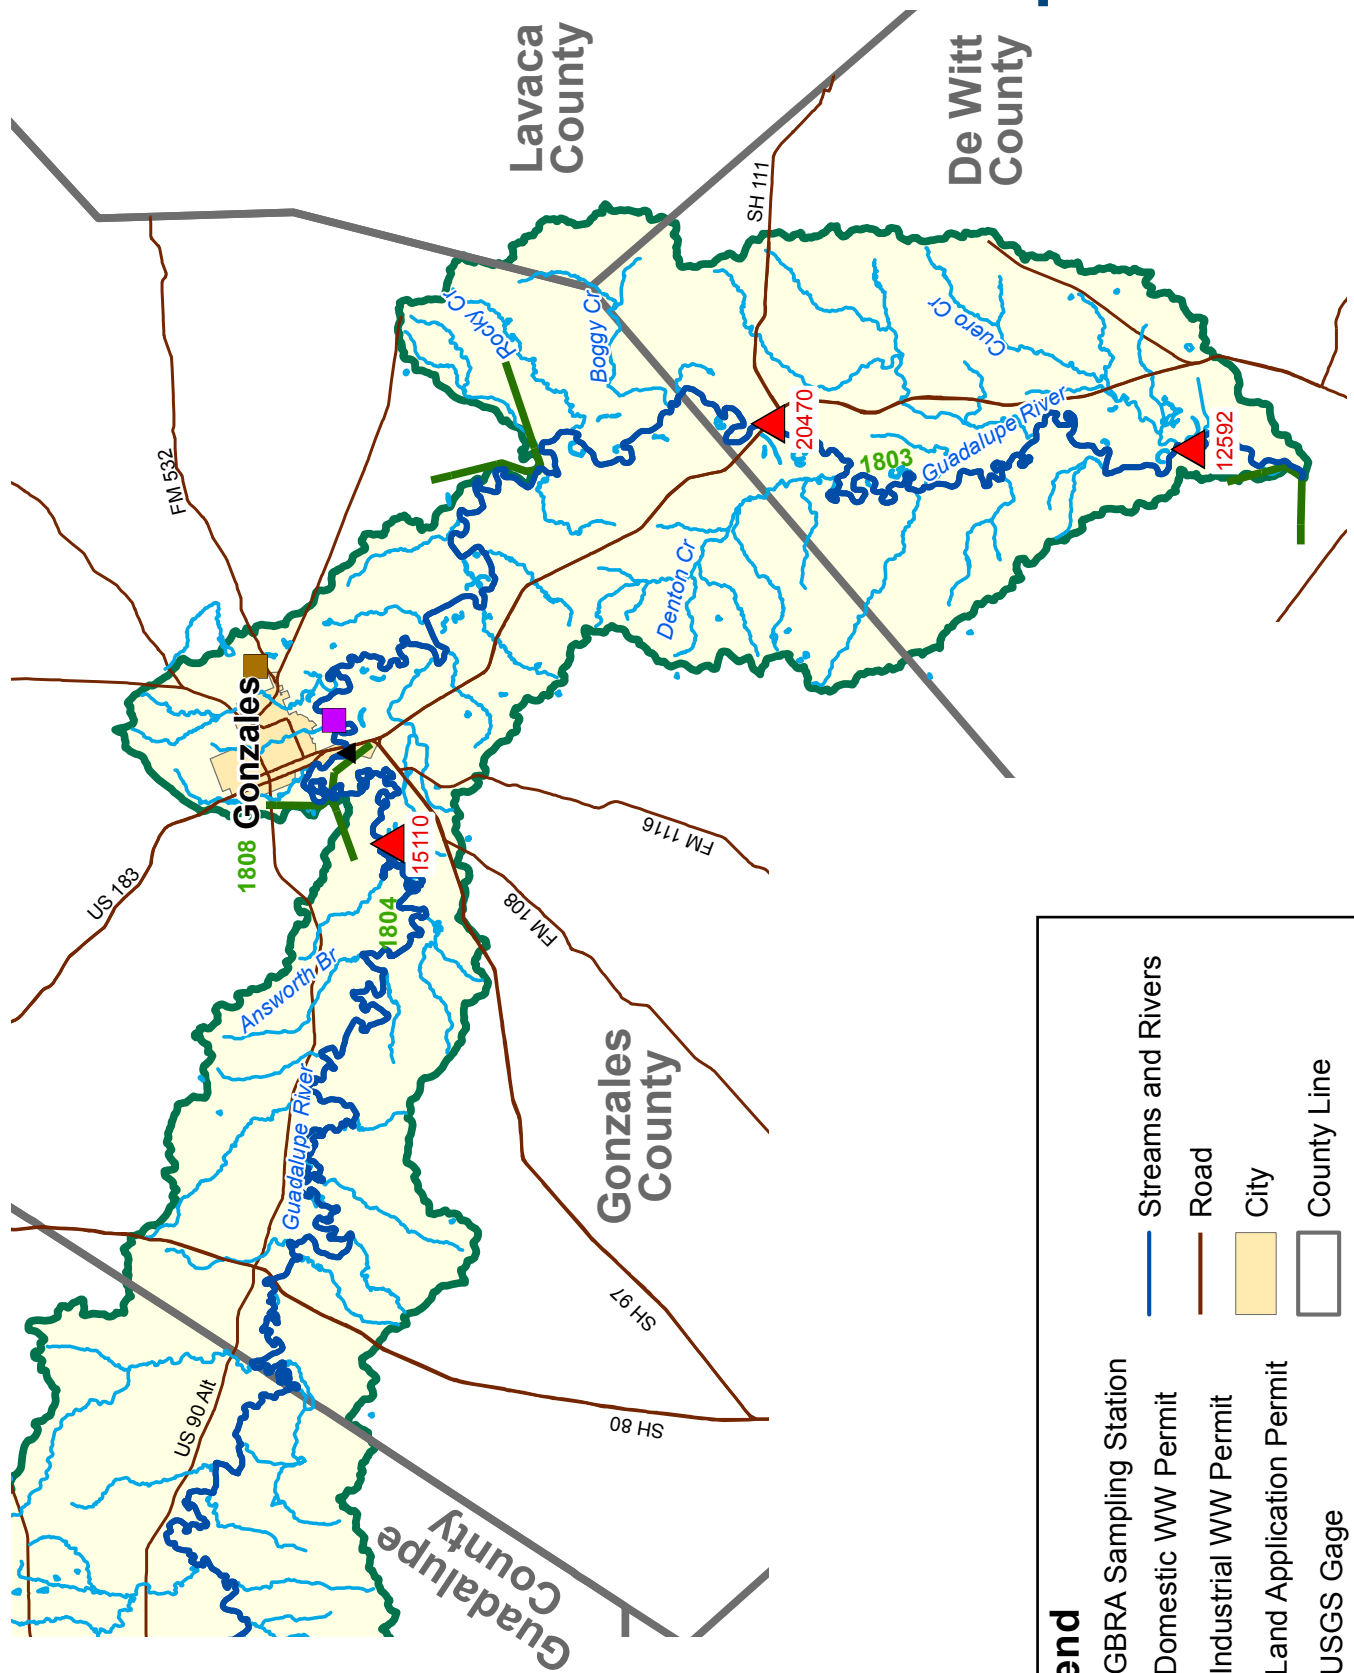 Lavaca
County
De Witt
County
SH 111
FM 532
Rocky Cr
Boggy Cr
Cuero Cr
20470
12592
1803
Guadalupe River
Denton Cr
Gonzales
1808
US 183
15110
1804
FM 1116
FM 108
Answorth Br
Guadalupe River
Gonzales
County
SH 97
SH 80
US 90 Alt
Guadalupe
County
end
GBRA Sampling Station
Domestic WW Permit
Industrial WW Permit
Land Application Permit
USGS Gage
Streams and Rivers
Road
City
County Line